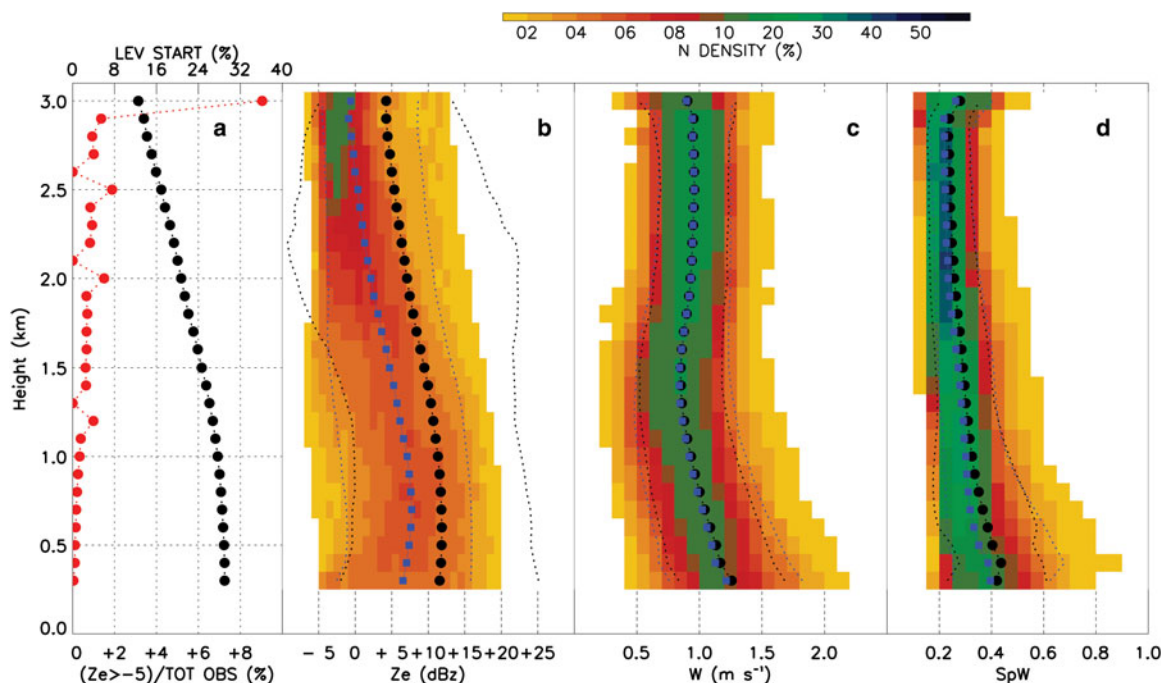 02 04 06 08 10 20 30 40 50
N DENSITY (%)
LEV START (%)
0 8 16 24 32 40
a b c d
3.0
2.5
2.0
1.5
1.0
0.5
0.0
Height (km)
+2 +4 +6 +8
(Ze>−5)/TOT OBS (%)
− 5 0 + 5 +10 +15 +20 +25
Ze (dBz)
0.5 1.0 1.5 2.0
W (m s⁻¹)
0.2 0.4 0.6 0.8 1.0
SpW